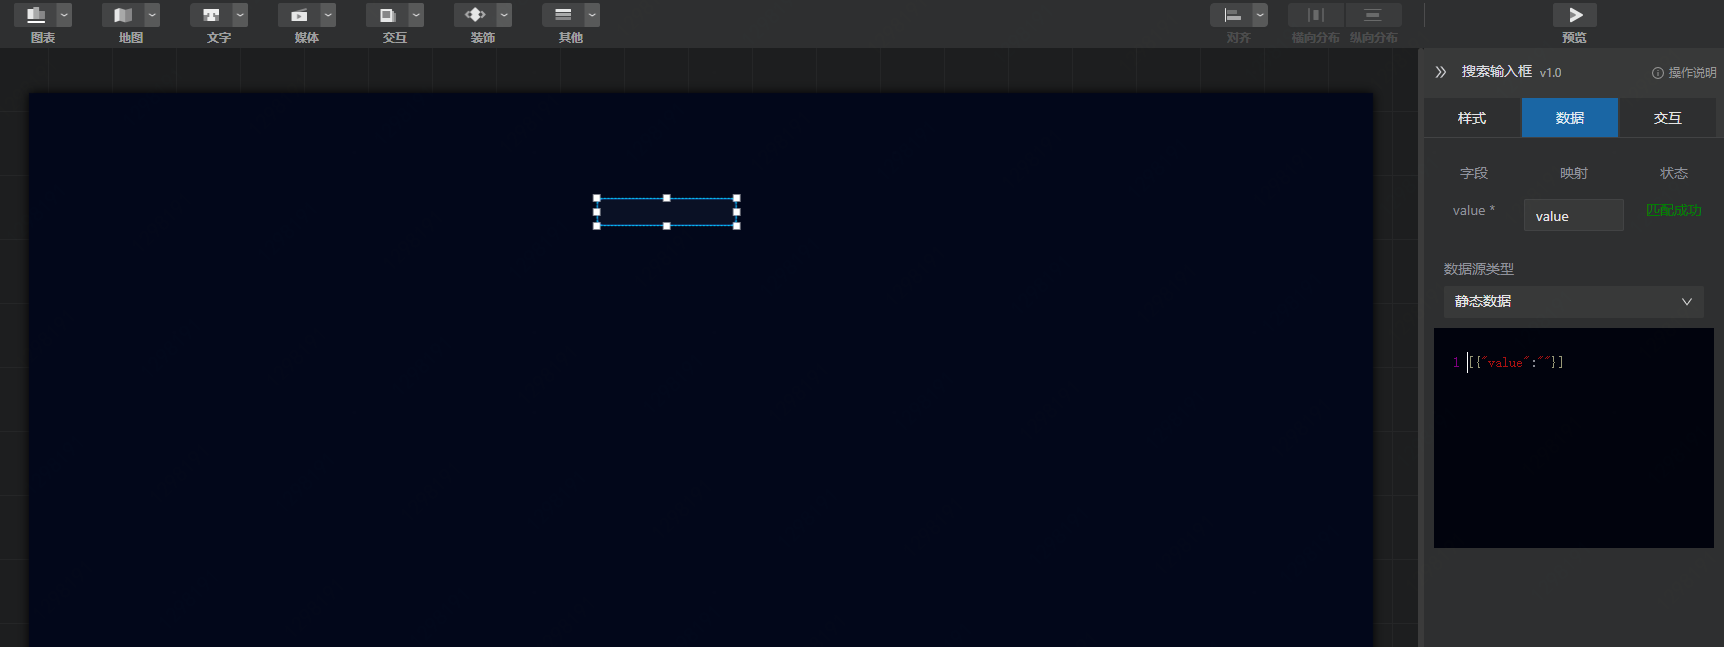 图表 地图 文字 媒体 交互 装饰 其他 对齐 横向分布 纵向分布 预览
搜索输入框 v1.0 操作说明
样式 数据 交互
字段 映射 状态
value * value 匹配成功
数据源类型
静态数据
1 [{"value":""}]